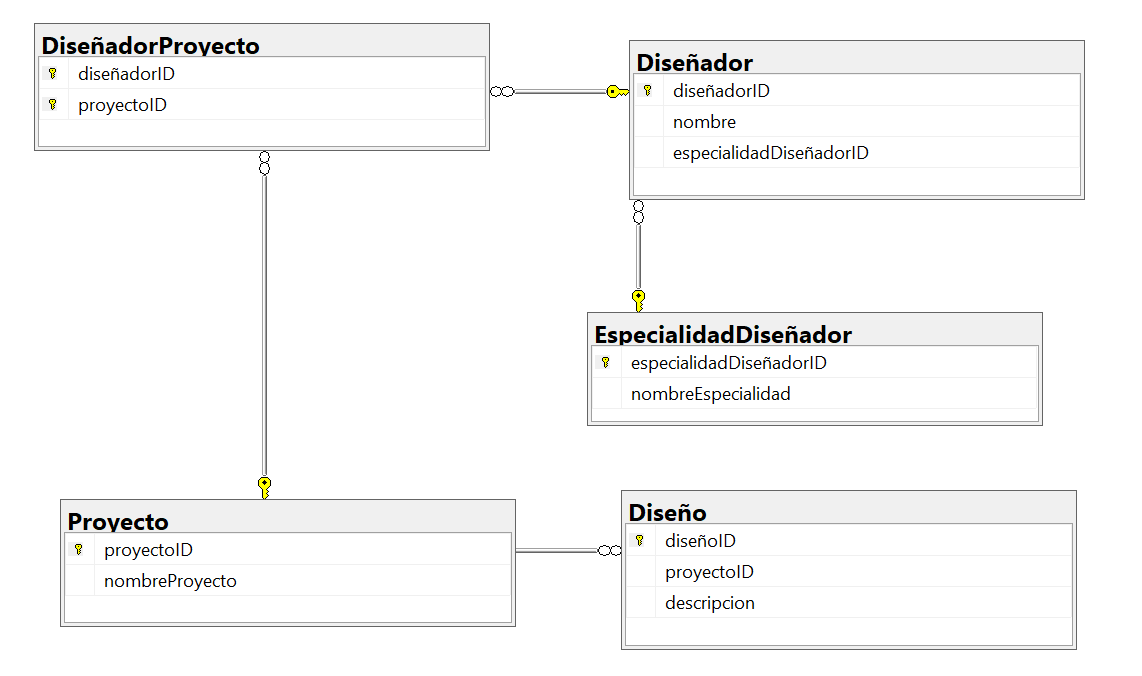 DiseñadorProyecto
diseñadorID
proyectoID
Diseñador
diseñadorID
nombre
especialidadDiseñadorID
EspecialidadDiseñador
especialidadDiseñadorID
nombreEspecialidad
Proyecto
proyectoID
nombreProyecto
Diseño
diseñoID
proyectoID
descripcion